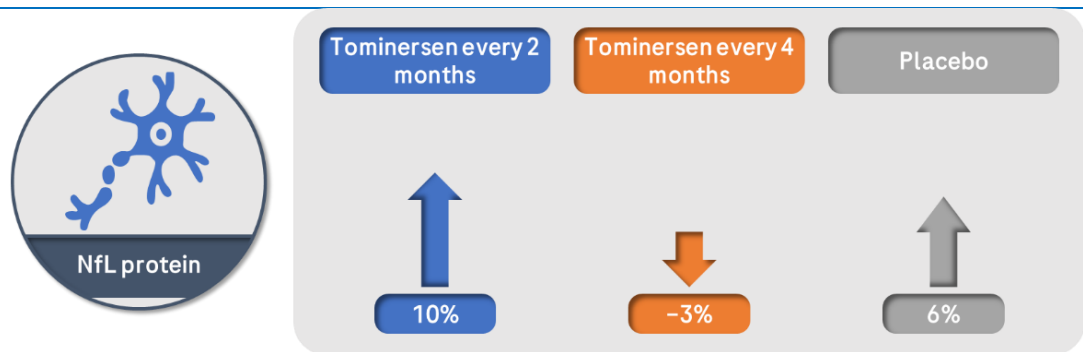 Tominersen every 2
months
Tominersen every 4
months
Placebo
NfL protein
10%
-3%
6%